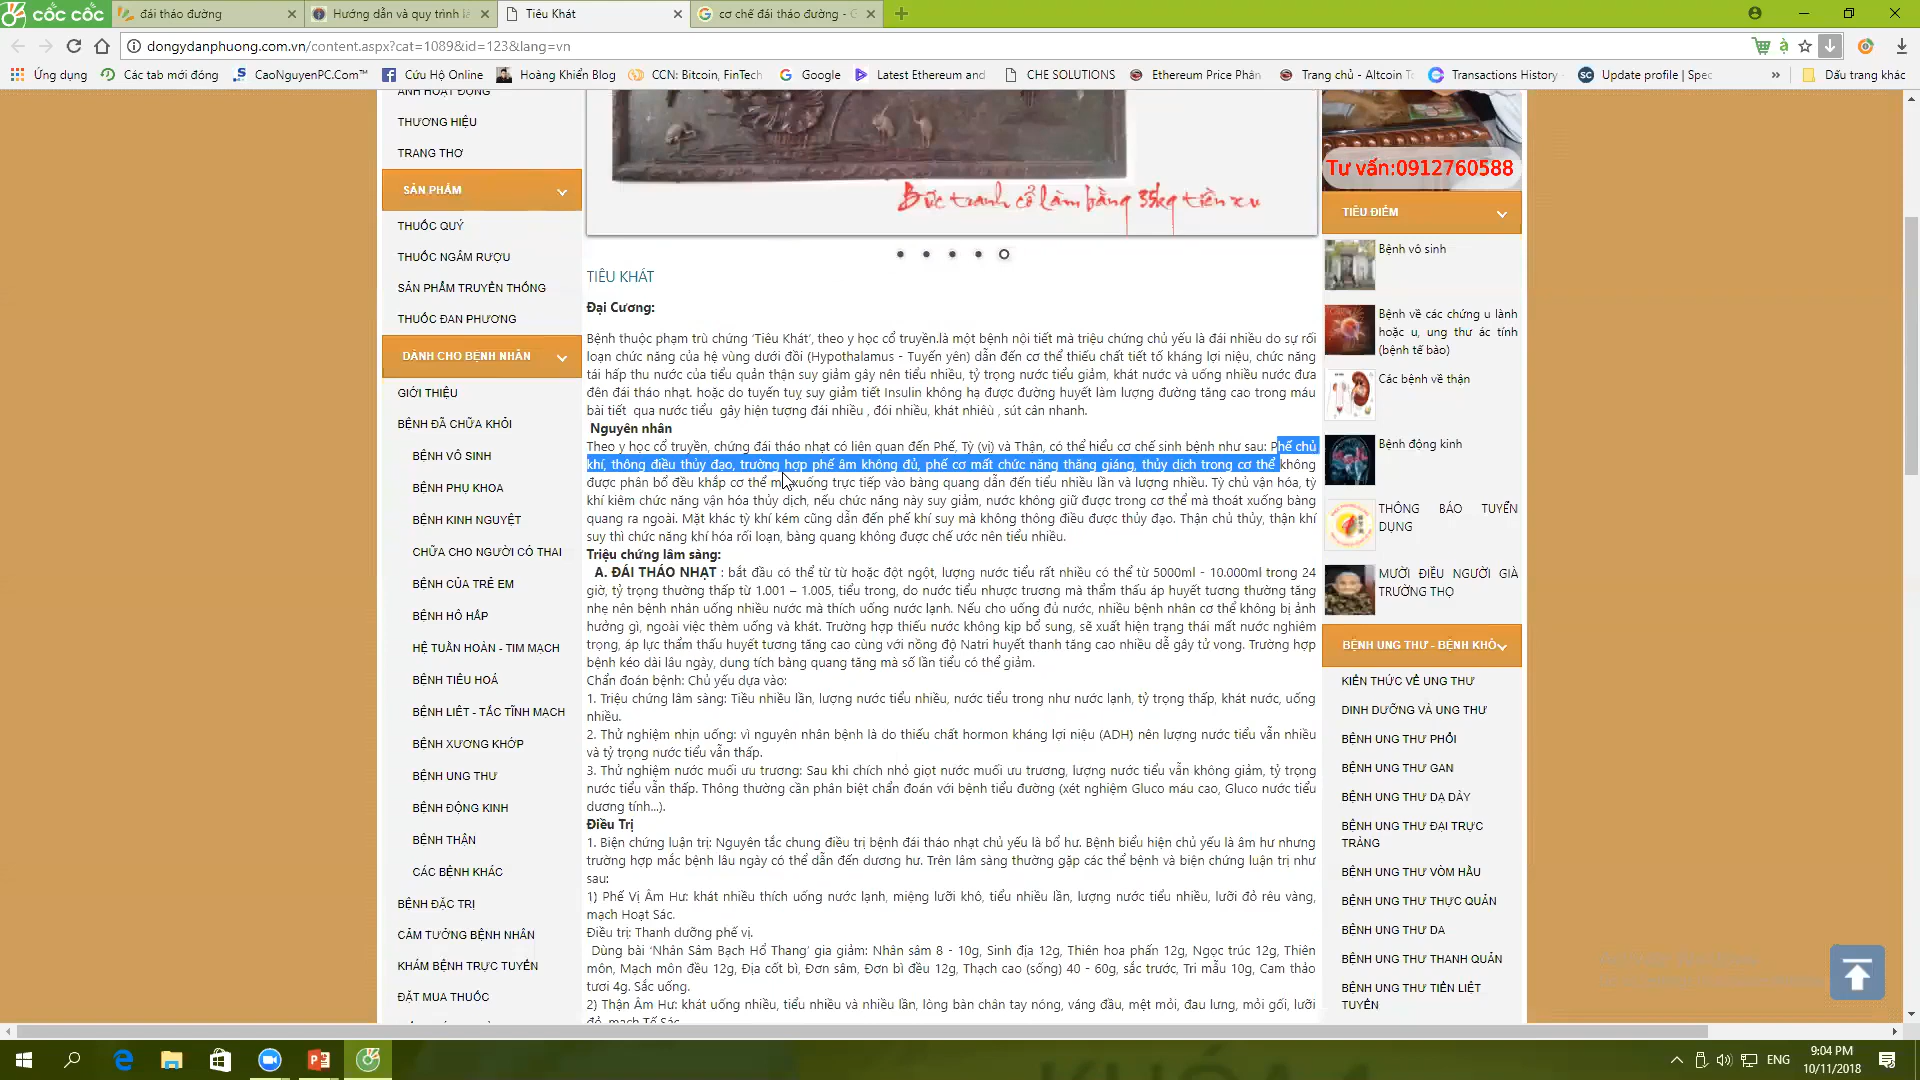 cốc cốc
đái tháo đường
Hướng dẫn và quy trình là
Tiêu Khát
cơ chế đái tháo đường - G
dongydanphuong.com.vn/content.aspx?cat=1089&id=123&lang=vn
Ứng dụng
Các tab mới đóng
CaoNguyenPC.Com™
Cứu Hộ Online
Hoàng Khiển Blog
CCN: Bitcoin, FinTech
Google
Latest Ethereum and
CHE SOLUTIONS
Ethereum Price Phân
Trang chủ - Altcoin T
Transactions History
Update profile | Spec
»
Dấu trang khác
ẢNH HOẠT ĐỘNG
THƯƠNG HIỆU
TRANG THƠ
SẢN PHẨM
THUỐC QUÝ
THUỐC NGÂM RƯỢU
SẢN PHẨM TRUYỀN THỐNG
THUỐC ĐAN PHƯƠNG
DÀNH CHO BỆNH NHÂN
GIỚI THIỆU
BỆNH ĐÃ CHỮA KHỎI
BỆNH VÔ SINH
BỆNH PHỤ KHOA
BỆNH KINH NGUYỆT
CHỮA CHO NGƯỜI CÓ THAI
BỆNH CỦA TRẺ EM
BỆNH HÔ HẤP
HỆ TUẦN HOÀN - TIM MẠCH
BỆNH TIÊU HOÁ
BỆNH LIỆT - TẮC TĨNH MẠCH
BỆNH XƯƠNG KHỚP
BỆNH UNG THƯ
BỆNH ĐỘNG KINH
BỆNH THẬN
CÁC BỆNH KHÁC
BỆNH ĐẶC TRỊ
CẢM TƯỞNG BỆNH NHÂN
KHÁM BỆNH TRỰC TUYẾN
ĐẶT MUA THUỐC
Bức tranh cổ làm bằng 35kg tiền xu
TIÊU KHÁT
Đại Cương:
Bệnh thuộc phạm trù chứng 'Tiêu Khát', theo y học cổ truyền.là một bệnh nội tiết mà triệu chứng chủ yếu là đái nhiều do sự rối
loạn chức năng của hệ vùng dưới đồi (Hypothalamus - Tuyến yên) dẫn đến cơ thể thiếu chất tiết tố kháng lợi niệu, chức năng
tái hấp thu nước của tiểu quản thận suy giảm gây nên tiểu nhiều, tỷ trọng nước tiểu giảm, khát nước và uống nhiều nước đưa
đên đái tháo nhạt. hoặc do tuyến tuỵ suy giảm tiết Insulin không hạ được đường huyết làm lượng đường tăng cao trong máu
bài tiết qua nước tiểu gây hiện tượng đái nhiều , đói nhiều, khát nhiêù , sút cân nhanh.
Nguyên nhân
Theo y học cổ truyền, chứng đái tháo nhạt có liên quan đến Phế, Tỳ (vị) và Thận, có thể hiểu cơ chế sinh bệnh như sau: Phế chủ
khí, thông điều thủy đạo, trường hợp phế âm không đủ, phế cơ mất chức năng thăng giáng, thủy dịch trong cơ thể không
được phân bổ đều khắp cơ thể mà xuống trực tiếp vào bàng quang dẫn đến tiểu nhiều lần và lượng nhiều. Tỳ chủ vận hóa, tỳ
khí kiêm chức năng vận hóa thủy dịch, nếu chức năng này suy giảm, nước không giữ được trong cơ thể mà thoát xuống bàng
quang ra ngoài. Mặt khác tỳ khí kém cũng dẫn đến phế khí suy mà không thông điều được thủy đạo. Thận chủ thủy, thận khí
suy thì chức năng khí hóa rối loạn, bàng quang không được chế ước nên tiểu nhiều.
Triệu chứng lâm sàng:
A. ĐÁI THÁO NHẠT : bắt đầu có thể từ từ hoặc đột ngột, lượng nước tiểu rất nhiều có thể từ 5000ml - 10.000ml trong 24
giờ, tỷ trọng thường thấp từ 1.001 – 1.005, tiểu trong, do nước tiểu nhược trương mà thẩm thấu áp huyết tương thường tăng
nhẹ nên bệnh nhân uống nhiều nước mà thích uống nước lạnh. Nếu cho uống đủ nước, nhiều bệnh nhân cơ thể không bị ảnh
hưởng gì, ngoài việc thèm uống và khát. Trường hợp thiếu nước không kịp bổ sung, sẽ xuất hiện trạng thái mất nước nghiêm
trọng, áp lực thẩm thấu huyết tương tăng cao cùng với nồng độ Natri huyết thanh tăng cao nhiều dễ gây tử vong. Trường hợp
bệnh kéo dài lâu ngày, dung tích bàng quang tăng mà số lần tiểu có thể giảm.
Chẩn đoán bệnh: Chủ yếu dựa vào:
1. Triệu chứng lâm sàng: Tiều nhiều lần, lượng nước tiểu nhiều, nước tiểu trong như nước lạnh, tỷ trọng thấp, khát nước, uống
nhiều.
2. Thử nghiệm nhịn uống: vì nguyên nhân bệnh là do thiếu chất hormon kháng lợi niệu (ADH) nên lượng nước tiểu vẫn nhiều
và tỷ trọng nước tiểu vẫn thấp.
3. Thử nghiệm nước muối ưu trương: Sau khi chích nhỏ giọt nước muối ưu trương, lượng nước tiểu vẫn không giảm, tỷ trọng
nước tiểu vẫn thấp. Thông thường cần phân biệt chẩn đoán với bệnh tiểu đường (xét nghiệm Gluco máu cao, Gluco nước tiểu
dương tính...).
Điều Trị
1. Biện chứng luận trị: Nguyên tắc chung điều trị bệnh đái tháo nhạt chủ yếu là bổ hư. Bệnh biểu hiện chủ yếu là âm hư nhưng
trường hợp mắc bệnh lâu ngày có thể dẫn đến dương hư. Trên lâm sàng thường gặp các thể bệnh và biện chứng luận trị như
sau:
1) Phế Vị Âm Hư: khát nhiều thích uống nước lạnh, miệng lưỡi khô, tiểu nhiều lần, lượng nước tiểu nhiều, lưỡi đỏ rêu vàng,
mạch Hoạt Sác.
Điều trị: Thanh dưỡng phế vị.
Dùng bài 'Nhân Sâm Bạch Hổ Thang' gia giảm: Nhân sâm 8 - 10g, Sinh địa 12g, Thiên hoa phấn 12g, Ngọc trúc 12g, Thiên
môn, Mạch môn đều 12g, Địa cốt bì, Đơn sâm, Đơn bì đều 12g, Thạch cao (sống) 40 - 60g, sắc trước, Tri mẫu 10g, Cam thảo
tươi 4g. Sắc uống.
2) Thận Âm Hư: khát uống nhiều, tiểu nhiều và nhiều lần, lòng bàn chân tay nóng, váng đầu, mệt mỏi, đau lưng, mỏi gối, lưỡi
đỏ, mạch Tế Sác.
Tư vấn:0912760588
TIÊU ĐIỂM
Bệnh vô sinh
Bệnh về các chứng u lành
hoặc u, ung thư ác tính
(bệnh tế bào)
Các bệnh về thận
Bệnh động kinh
THÔNG BÁO TUYỂN
DỤNG
MƯỜI ĐIỀU NGƯỜI GIÀ
TRƯỜNG THỌ
BỆNH UNG THƯ - BỆNH KHÓ
KIẾN THỨC VỀ UNG THƯ
DINH DƯỠNG VÀ UNG THƯ
BỆNH UNG THƯ PHỔI
BỆNH UNG THƯ GAN
BỆNH UNG THƯ DẠ DÀY
BỆNH UNG THƯ ĐẠI TRỰC
TRÀNG
BỆNH UNG THƯ VÒM HẦU
BỆNH UNG THƯ THỰC QUẢN
BỆNH UNG THƯ DA
BỆNH UNG THƯ THANH QUẢN
BỆNH UNG THƯ TIỀN LIỆT
TUYẾN
ENG
9:04 PM
10/11/2018